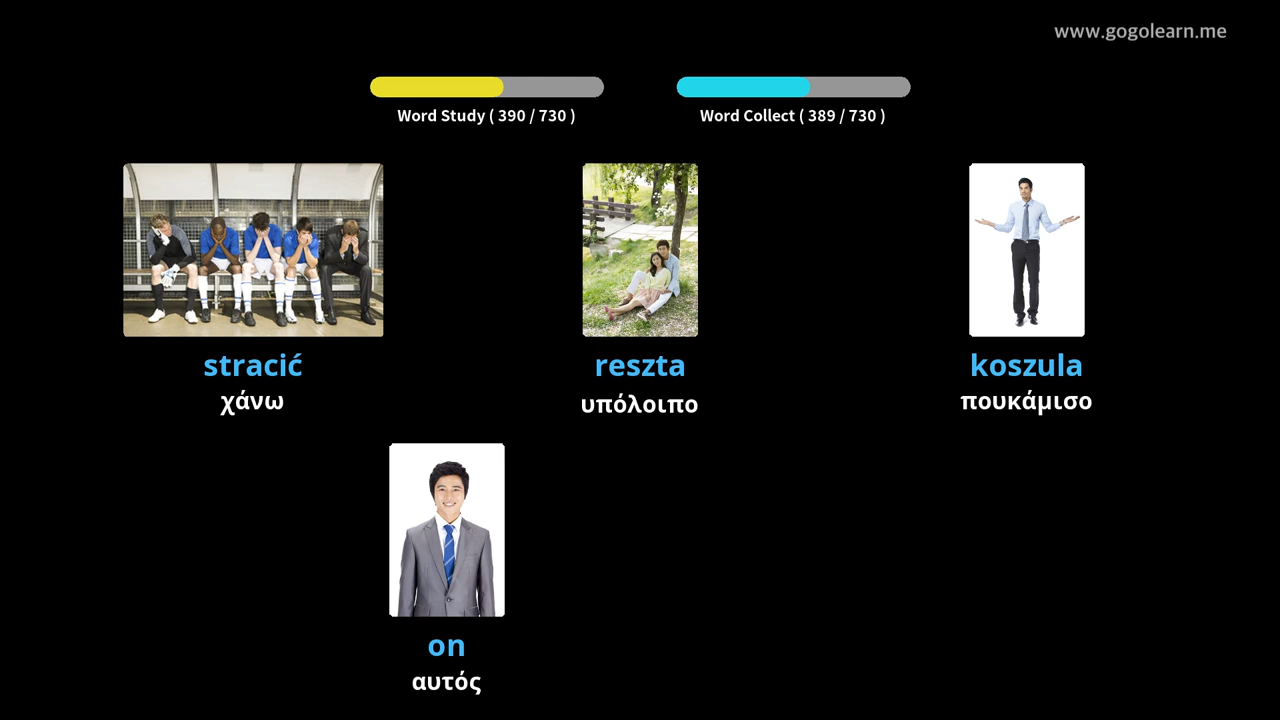 www.gogolearn.me
Word Study ( 390 / 730 )
Word Collect ( 389 / 730 )
stracić
χάνω
reszta
υπόλοιπο
koszula
πουκάμισο
on
αυτός